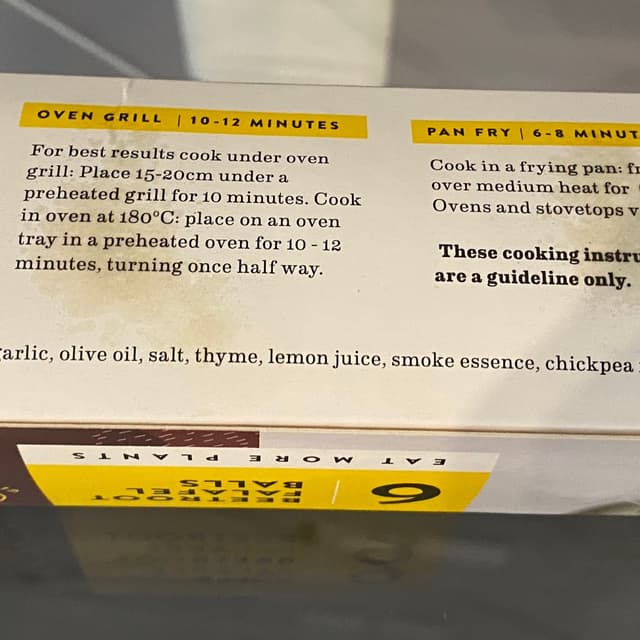 OVEN GRILL | 10-12 MINUTES
For best results cook under oven
grill: Place 15-20cm under a
preheated grill for 10 minutes. Cook
in oven at 180°C: place on an oven
tray in a preheated oven for 10 - 12
minutes, turning once half way.
PAN FRY | 6-8 MINUT
Cook in a frying pan: fr
over medium heat for
Ovens and stovetops v
These cooking instru
are a guideline only.
arlic, olive oil, salt, thyme, lemon juice, smoke essence, chickpea
EAT MORE PLANTS
6
BEETROOT
FALAFEL
BALLS